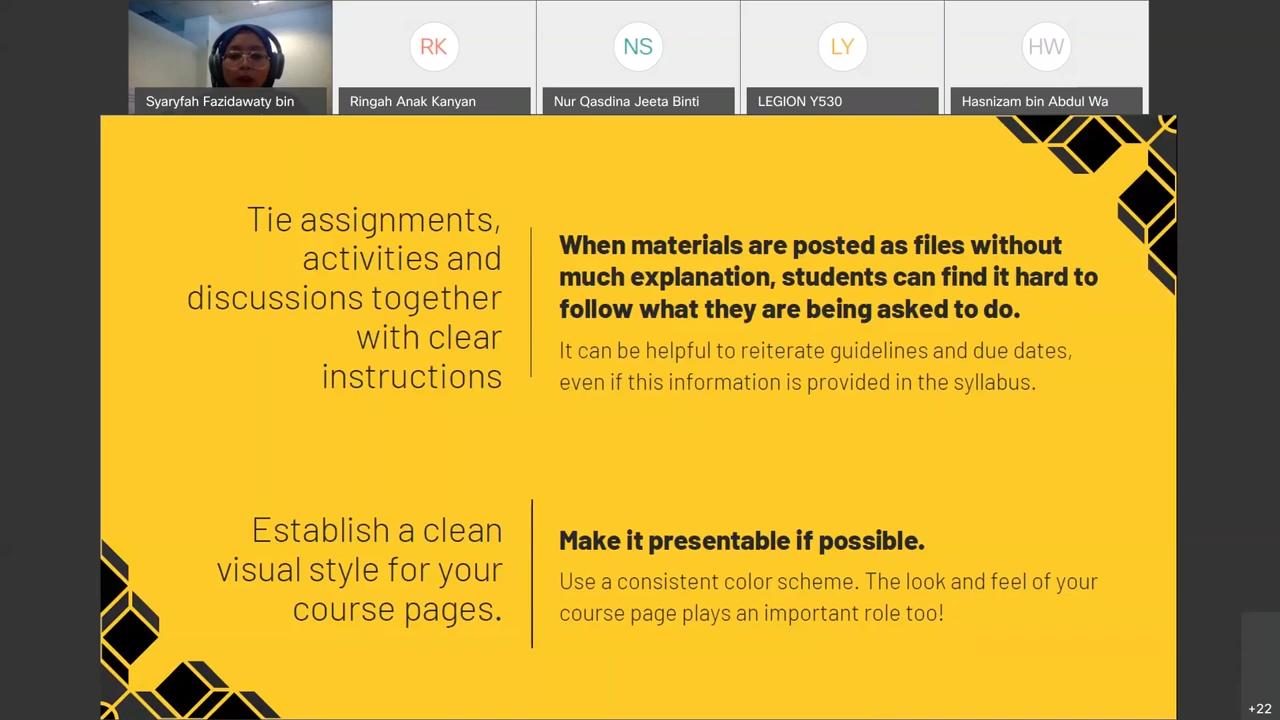 RK
NS
LY
HW
Syaryfah Fazidawaty bin
Ringah Anak Kanyan
Nur Qasdina Jeeta Binti
LEGION Y530
Hasnizam bin Abdul Wa
Tie assignments,
activities and
discussions together
with clear
instructions
When materials are posted as files without
much explanation, students can find it hard to
follow what they are being asked to do.
It can be helpful to reiterate guidelines and due dates,
even if this information is provided in the syllabus.
Establish a clean
visual style for your
course pages.
Make it presentable if possible.
Use a consistent color scheme. The look and feel of your
course page plays an important role too!
+22